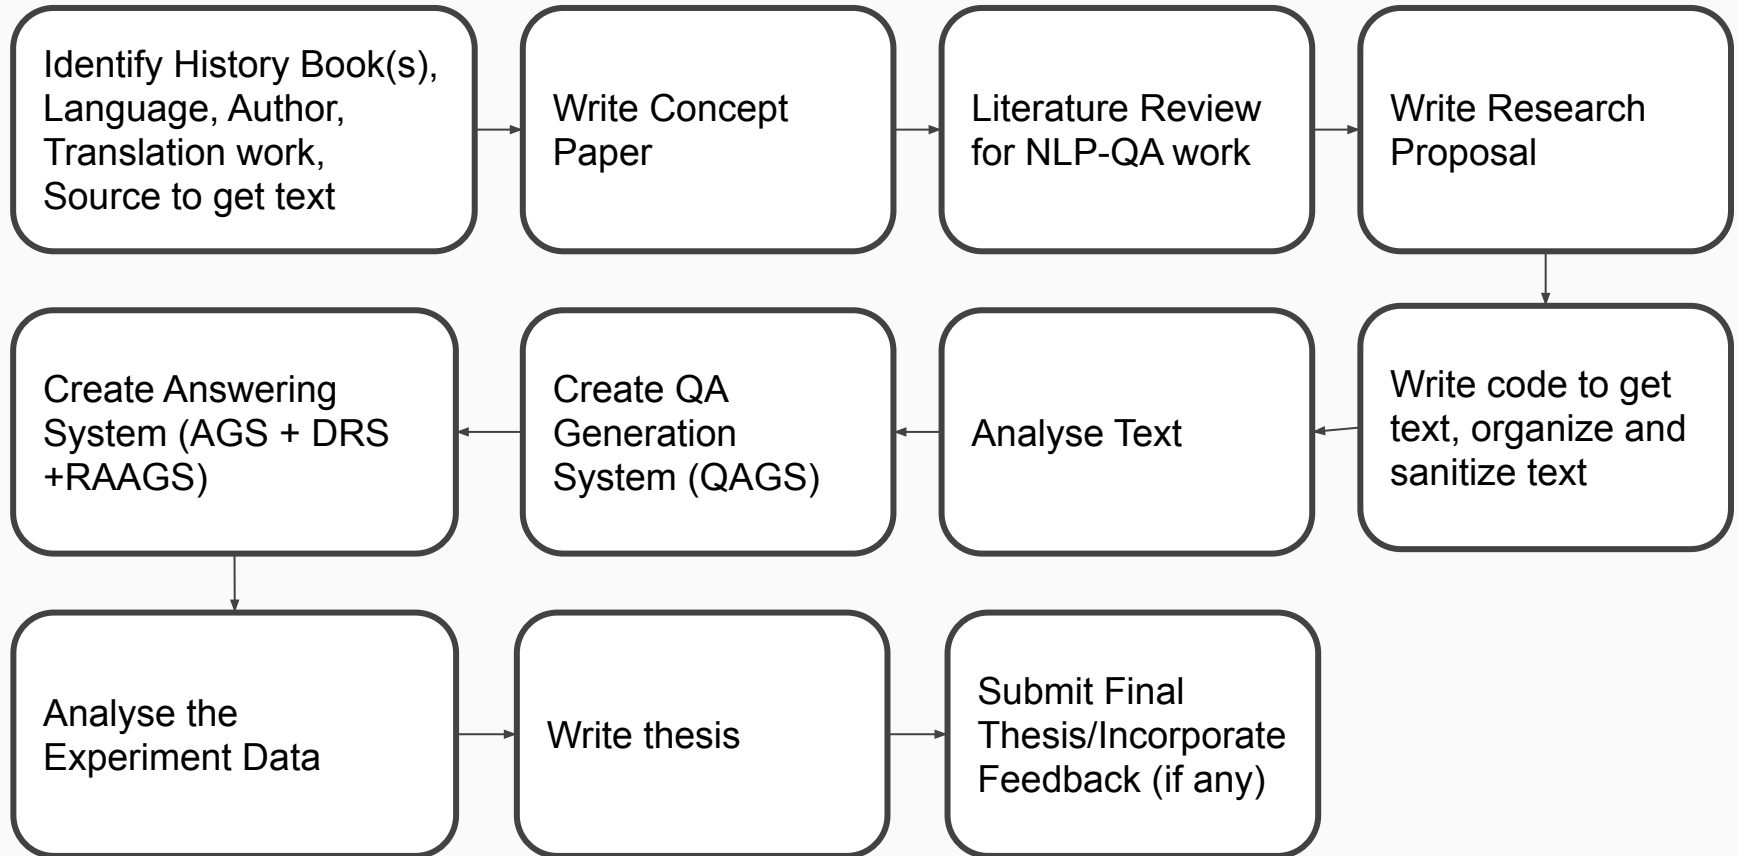 Identify History Book(s),
Language, Author,
Translation work,
Source to get text
Write Concept
Paper
Literature Review
for NLP-QA work
Write Research
Proposal
Write code to get
text, organize and
sanitize text
Analyse Text
Create QA
Generation
System (QAGS)
Create Answering
System (AGS + DRS
+RAAGS)
Analyse the
Experiment Data
Write thesis
Submit Final
Thesis/Incorporate
Feedback (if any)